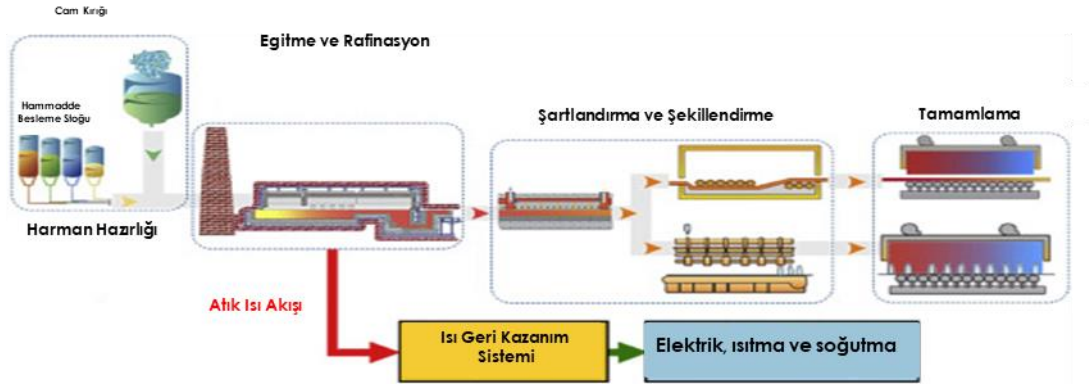 Cam Kırığı
Egitme ve Rafinasyon
Hammadde
Besleme Stoğu
Şartlandırma ve Şekillendirme
Tamamlama
Harman Hazırlığı
Atık Isı Akışı
Isı Geri Kazanım
Sistemi
Elektrik, ısıtma ve soğutma